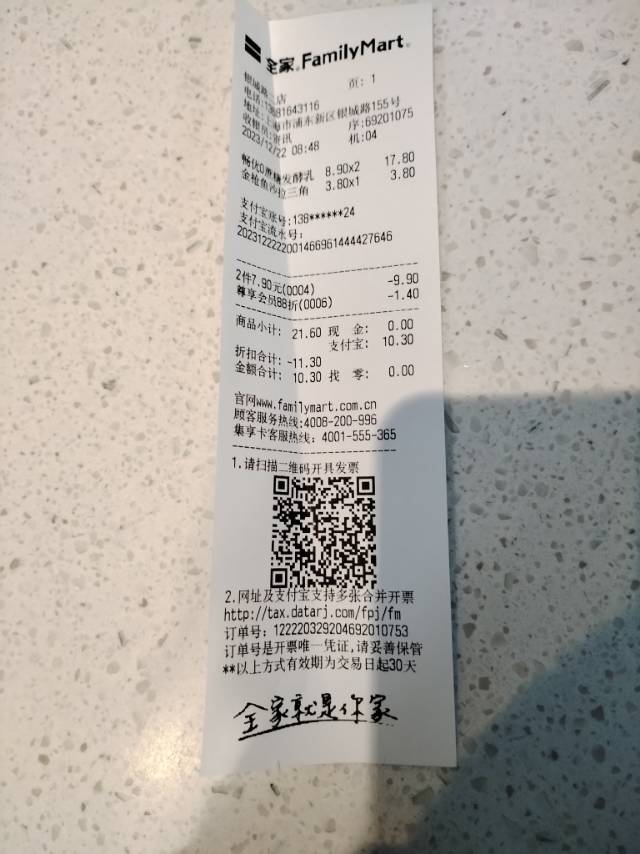 全家 FamilyMart
银城路 店 页: 1
电话: 81643116
地址: 海市浦东新区银城路155号
收银员: 资讯 序:69201075
2023/12/22 08:48 机:04
畅优0蔗糖发酵乳 8.90x2 17.80
金枪鱼沙拉三角 3.80x1 3.80
支付宝账号:138******24
支付宝流水号:
2023122222001466961444427646
2件7.90元(0004) -9.90
尊享会员88折(0006) -1.40
商品小计: 21.60 现 金: 0.00
支付宝: 10.30
折扣合计: -11.30
金额合计: 10.30 找 零: 0.00
官网www.familymart.com.cn
顾客服务热线:4008-200-996
集享卡客服热线: 4001-555-365
1.请扫描二维码开具发票
2.网址及支付宝支持多张合并开票
http://tax.datarj.com/fpj/fm
订单号: 122220329204692010753
订单号是开票唯一凭证,请妥善保管
**以上方式有效期为交易日起30天
全家就是你家